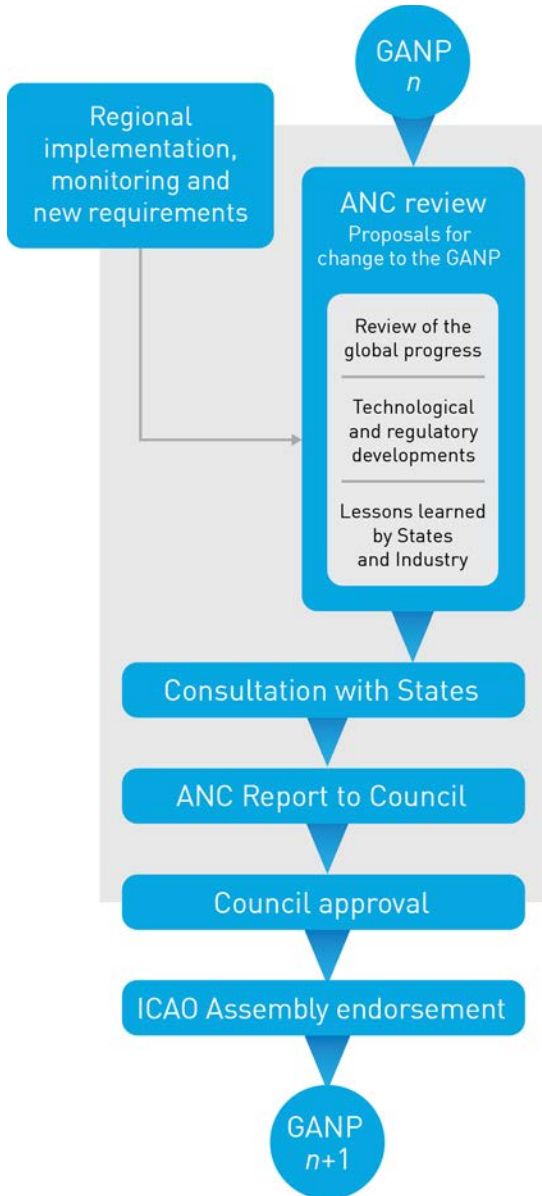 GANP
n
Regional
implementation,
monitoring and
new requirements
ANC review
Proposals for
change to the GANP
Review of the
global progress
Technological
and regulatory
developments
Lessons learned
by States
and Industry
Consultation with States
ANC Report to Council
Council approval
ICAO Assembly endorsement
GANP
n+1